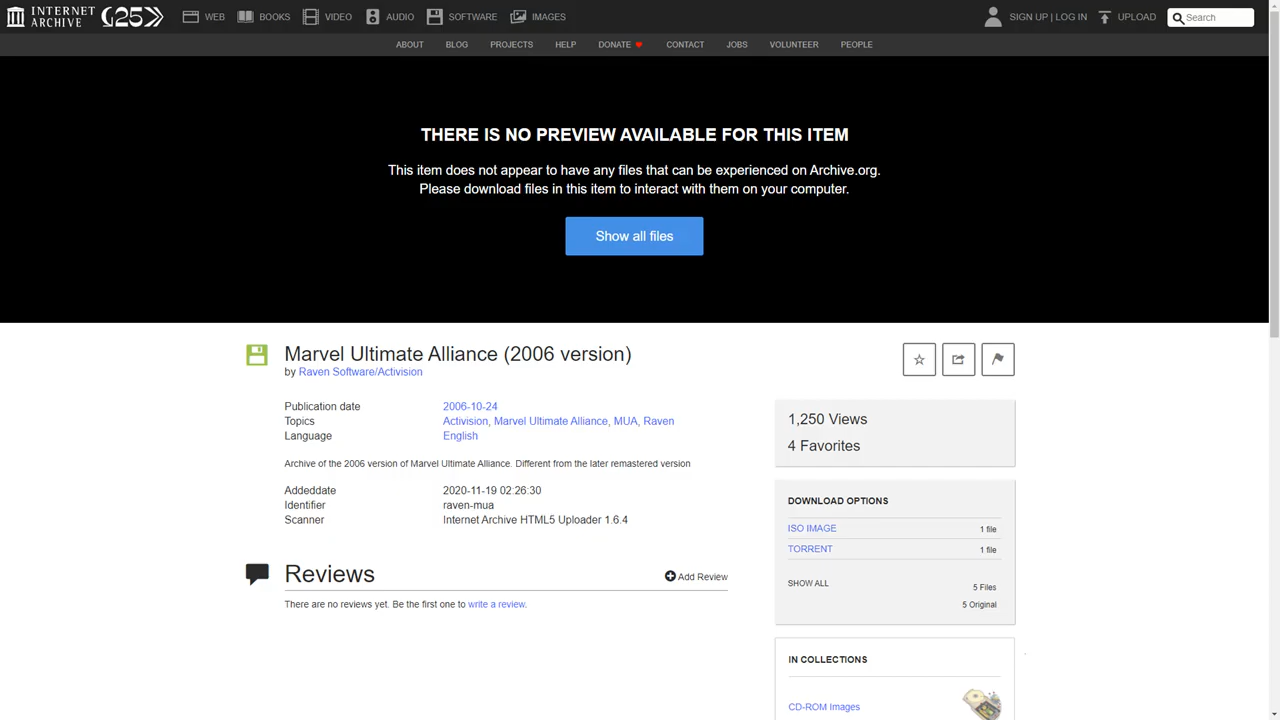 INTERNET ARCHIVE 25 WEB BOOKS VIDEO AUDIO SOFTWARE IMAGES SIGN UP | LOG IN UPLOAD Search
ABOUT BLOG PROJECTS HELP DONATE CONTACT JOBS VOLUNTEER PEOPLE
THERE IS NO PREVIEW AVAILABLE FOR THIS ITEM
This item does not appear to have any files that can be experienced on Archive.org.
Please download files in this item to interact with them on your computer.
Show all files
Marvel Ultimate Alliance (2006 version)
by Raven Software/Activision
Publication date 2006-10-24
Topics Activision, Marvel Ultimate Alliance, MUA, Raven
Language English
Archive of the 2006 version of Marvel Ultimate Alliance. Different from the later remastered version
Addeddate 2020-11-19 02:26:30
Identifier raven-mua
Scanner Internet Archive HTML5 Uploader 1.6.4
Reviews
Add Review
There are no reviews yet. Be the first one to write a review.
1,250 Views
4 Favorites
DOWNLOAD OPTIONS
ISO IMAGE 1 file
TORRENT 1 file
SHOW ALL 5 Files
5 Original
IN COLLECTIONS
CD-ROM Images